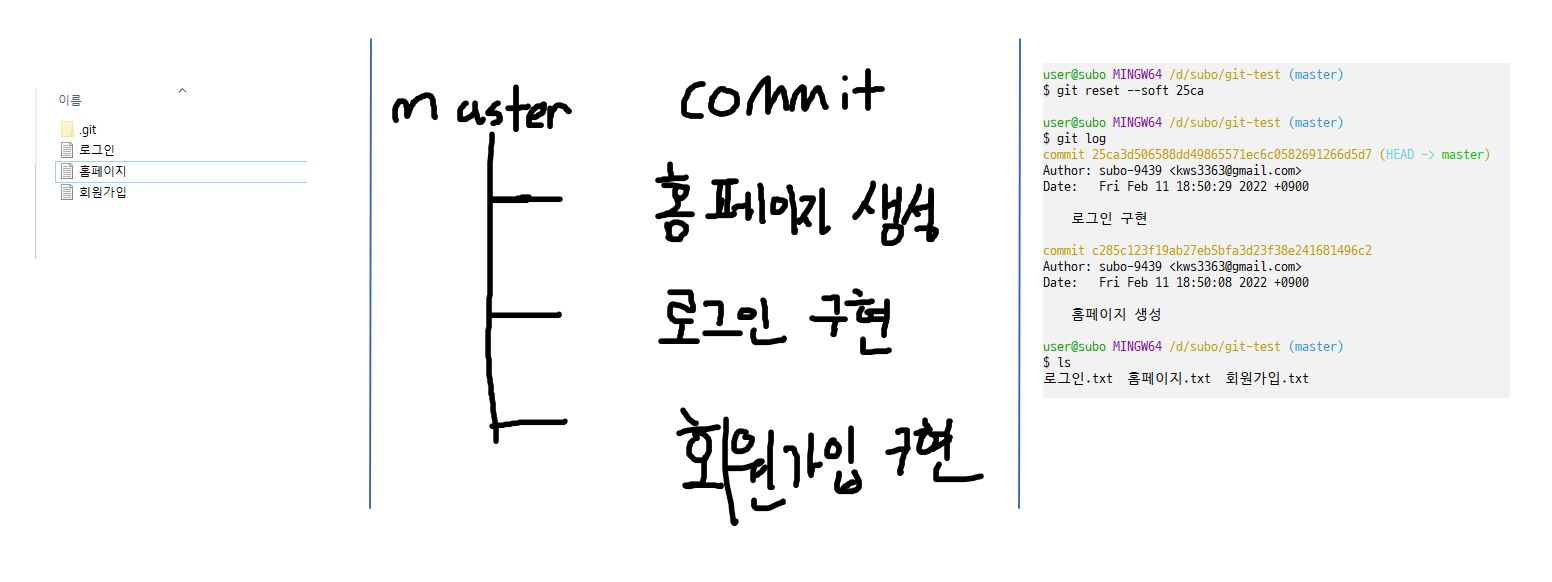 이름
.git
로그인
홈페이지
회원가입
master
commit
홈페이지 생성
로그인 구현
회원가입 구현
user@subo MINGW64 /d/subo/git-test (master)
$ git reset --soft 25ca
user@subo MINGW64 /d/subo/git-test (master)
$ git log
commit 25ca3d506588dd49865571ec6c0582691266d5d7 (HEAD -> master)
Author: subo-9439 <kws3363@gmail.com>
Date:   Fri Feb 11 18:50:29 2022 +0900
로그인 구현
commit c285c123f19ab27eb5bfa3d23f38e241681496c2
Author: subo-9439 <kws3363@gmail.com>
Date:   Fri Feb 11 18:50:08 2022 +0900
홈페이지 생성
user@subo MINGW64 /d/subo/git-test (master)
$ ls
로그인.txt  홈페이지.txt  회원가입.txt